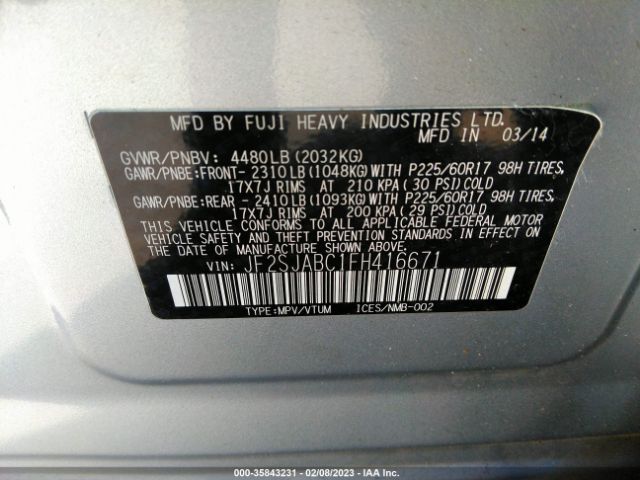 MFD BY FUJI HEAVY INDUSTRIES LTD.
MFD IN 03/14
GVWR/PNBV: 4480LB(2032KG)
GAWR/PNBE:FRONT- 2310LB(1048KG)WITH P225/60R17 98H TIRES,
17X7J RIMS AT 210 KPA(30 PSI)COLD
GAWR/PNBE:REAR - 2410LB(1093KG)WITH P225/60R17 98H TIRES,
17X7J RIMS AT 200 KPA(29 PSI)COLD
THIS VEHICLE CONFORMS TO ALL APPLICABLE FEDERAL MOTOR
VEHICLE SAFETY AND THEFT PREVENTION STANDARDS IN EFFECT ON
THE DATE OF MANUFACTURE SHOWN ABOVE.
VIN: JF2SJABC1FH416671
TYPE:MPV/VTUM ICES/NMB-002
000-35843231 - 02/08/2023 - IAA Inc.